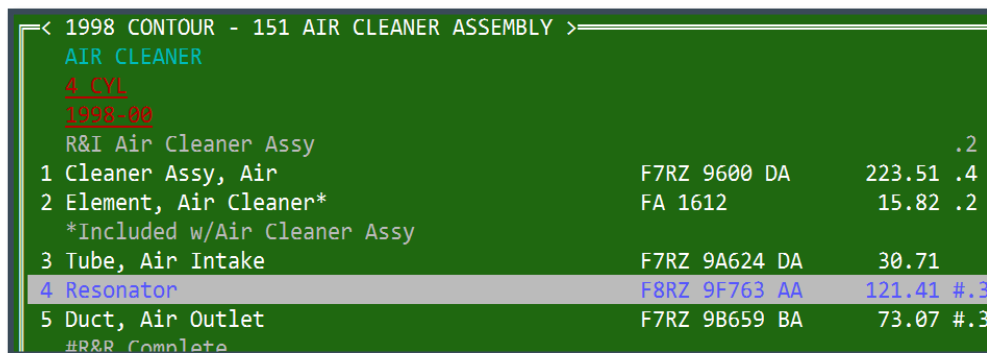 < 1998 CONTOUR - 151 AIR CLEANER ASSEMBLY >
AIR CLEANER
4 CYL
1998-00
R&I Air Cleaner Assy .2
1 Cleaner Assy, Air F7RZ 9600 DA 223.51 .4
2 Element, Air Cleaner* FA 1612 15.82 .2
*Included w/Air Cleaner Assy
3 Tube, Air Intake F7RZ 9A624 DA 30.71
4 Resonator F8RZ 9F763 AA 121.41 #.3
5 Duct, Air Outlet F7RZ 9B659 BA 73.07 #.3
#R&R Complete